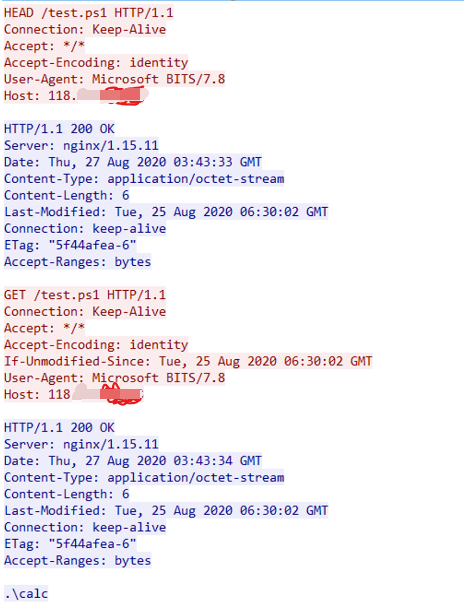 HEAD /test.ps1 HTTP/1.1
Connection: Keep-Alive
Accept: */*
Accept-Encoding: identity
User-Agent: Microsoft BITS/7.8
Host: 118.
HTTP/1.1 200 OK
Server: nginx/1.15.11
Date: Thu, 27 Aug 2020 03:43:33 GMT
Content-Type: application/octet-stream
Content-Length: 6
Last-Modified: Tue, 25 Aug 2020 06:30:02 GMT
Connection: keep-alive
ETag: "5f44afea-6"
Accept-Ranges: bytes
GET /test.ps1 HTTP/1.1
Connection: Keep-Alive
Accept: */*
Accept-Encoding: identity
If-Unmodified-Since: Tue, 25 Aug 2020 06:30:02 GMT
User-Agent: Microsoft BITS/7.8
Host: 118
HTTP/1.1 200 OK
Server: nginx/1.15.11
Date: Thu, 27 Aug 2020 03:43:34 GMT
Content-Type: application/octet-stream
Content-Length: 6
Last-Modified: Tue, 25 Aug 2020 06:30:02 GMT
Connection: keep-alive
ETag: "5f44afea-6"
Accept-Ranges: bytes
.\calc